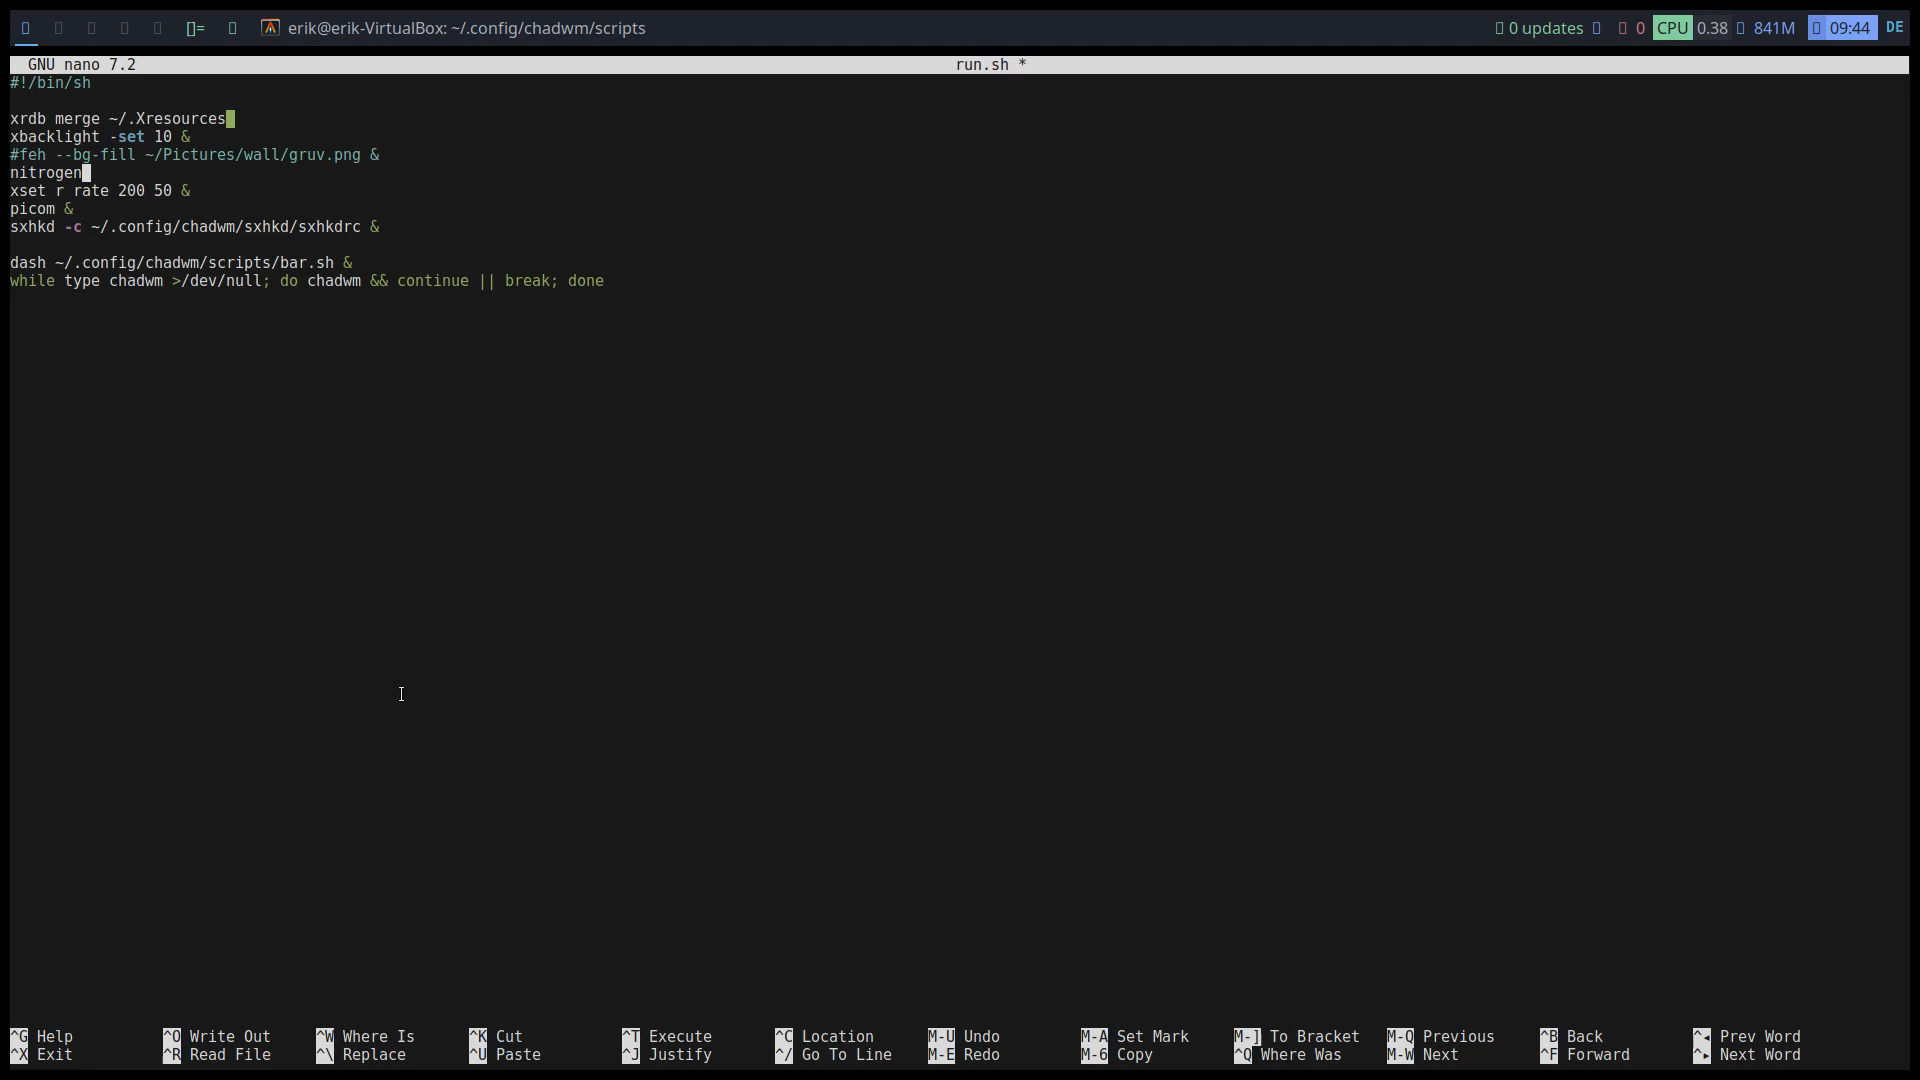 []= erik@erik-VirtualBox: ~/.config/chadwm/scripts 0 updates 0 CPU 0.38 841M 09:44 DE
GNU nano 7.2 run.sh *
#!/bin/sh
xrdb merge ~/.Xresources
xbacklight -set 10 &
#feh --bg-fill ~/Pictures/wall/gruv.png &
nitrogen
xset r rate 200 50 &
picom &
sxhkd -c ~/.config/chadwm/sxhkd/sxhkdrc &
dash ~/.config/chadwm/scripts/bar.sh &
while type chadwm >/dev/null; do chadwm && continue || break; done
^G Help ^O Write Out ^W Where Is ^K Cut ^T Execute ^C Location M-U Undo M-A Set Mark M-] To Bracket M-Q Previous ^B Back ^◂ Prev Word
^X Exit ^R Read File ^\ Replace ^U Paste ^J Justify ^/ Go To Line M-E Redo M-6 Copy ^Q Where Was M-W Next ^F Forward ^▸ Next Word